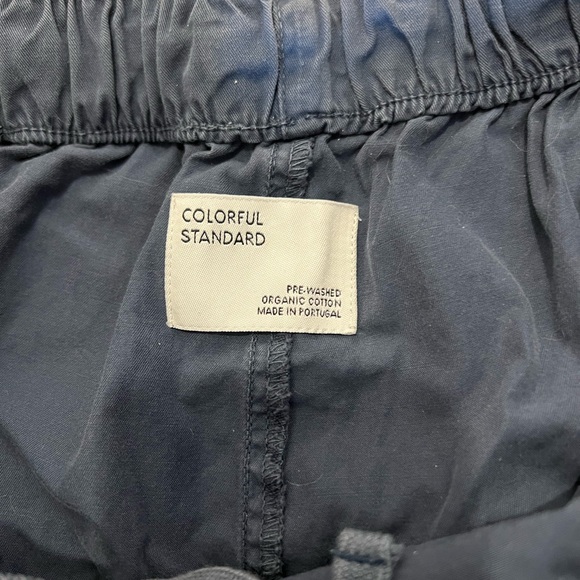 COLORFUL
STANDARD
PRE-WASHED
ORGANIC COTTON
MADE IN PORTUGAL